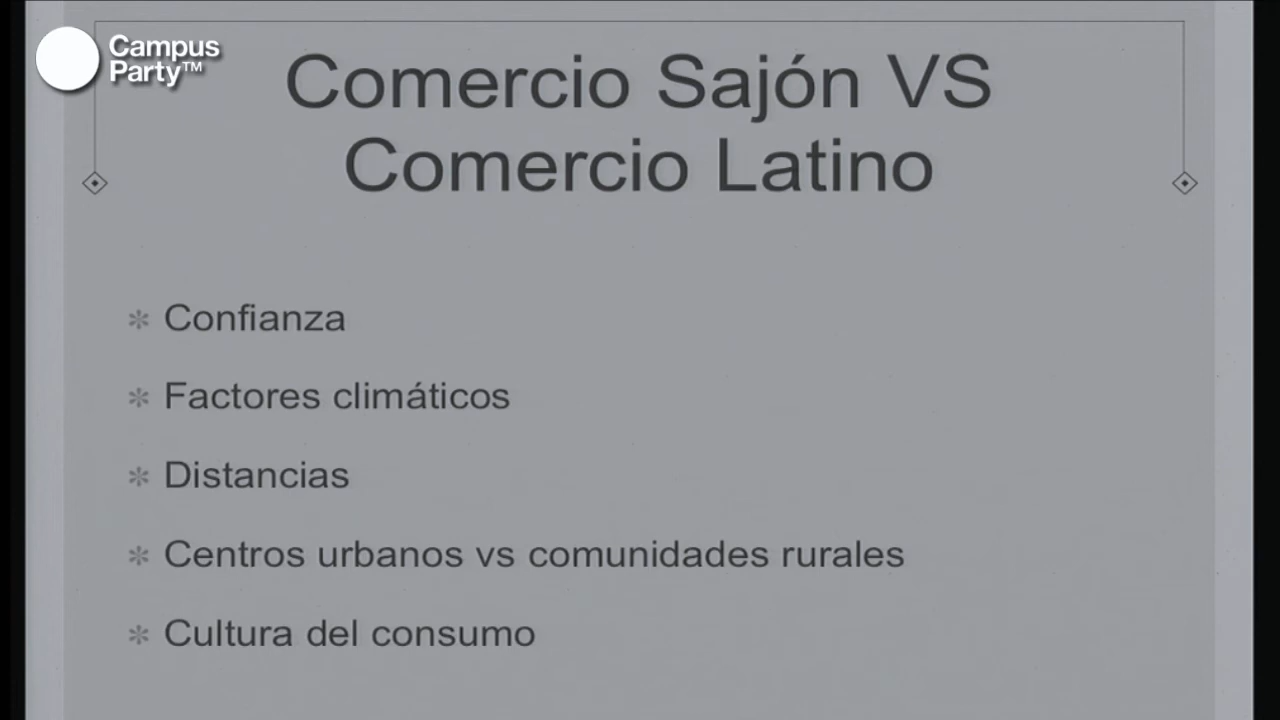 Campus
Party™
Comercio Sajón VS
Comercio Latino
Confianza
Factores climáticos
Distancias
Centros urbanos vs comunidades rurales
Cultura del consumo